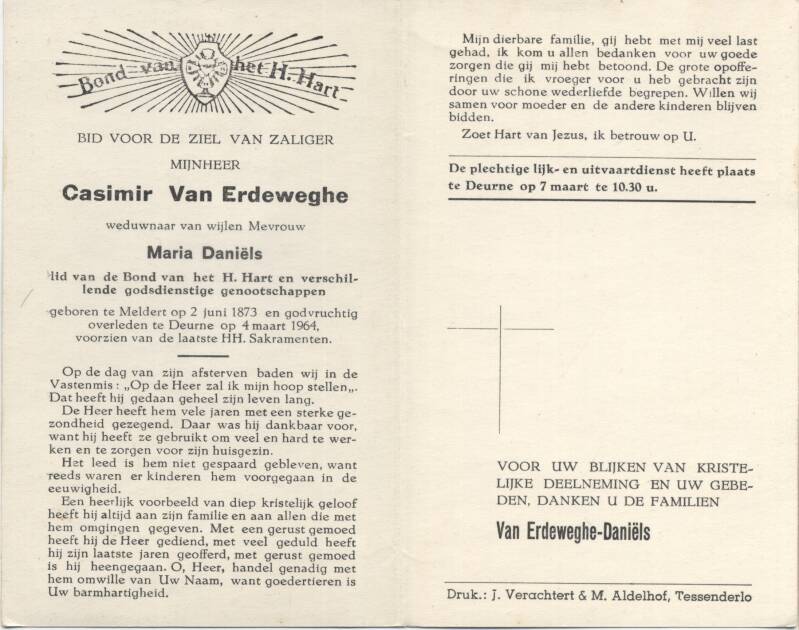 Bond van het H. Hart
BID VOOR DE ZIEL VAN ZALIGER
MIJNHEER
Casimir Van Erdeweghe
weduwnaar van wijlen Mevrouw
Maria Daniëls
lid van de Bond van het H. Hart en verschil-
lende godsdienstige genootschappen
geboren te Meldert op 2 juni 1873 en godvruchtig
overleden te Deurne op 4 maart 1964,
voorzien van de laatste HH. Sakramenten.
Op de dag van zijn afsterven baden wij in de
Vastenmis : „Op de Heer zal ik mijn hoop stellen„.
Dat heeft hij gedaan geheel zijn leven lang.
De Heer heeft hem vele jaren met een sterke ge-
zondheid gezegend. Daar was hij dankbaar voor,
want hij heeft ze gebruikt om veel en hard te wer-
ken en te zorgen voor zijn huisgezin.
Het leed is hem niet gespaard gebleven, want
reeds waren er kinderen hem voorgegaan in de
eeuwigheid.
Een heerlijk voorbeeld van diep kristelijk geloof
heeft hij altijd aan zijn familie en aan allen die met
hem omgingen gegeven. Met een gerust gemoed
heeft hij de Heer gediend, met veel geduld heeft
hij zijn laatste jaren geofferd, met gerust gemoed
is hij heengegaan. O, Heer, handel genadig met
hem omwille van Uw Naam, want goedertieren is
Uw barmhartigheid.
Mijn dierbare familie, gij hebt met mij veel last
gehad, ik kom u allen bedanken voor uw goede
zorgen die gij mij hebt betoond. De grote opoffe-
ringen die ik vroeger voor u heb gebracht zijn
door uw schone wederliefde begrepen. Willen wij
samen voor moeder en de andere kinderen blijven
bidden.
Zoet Hart van Jezus, ik betrouw op U.
De plechtige lijk- en uitvaartdienst heeft plaats
te Deurne op 7 maart te 10.30 u.
VOOR UW BLIJKEN VAN KRISTE-
LIJKE DEELNEMING EN UW GEBE-
DEN, DANKEN U DE FAMILIEN
Van Erdeweghe-Daniëls
Druk.: J. Verachtert & M. Aldelhof, Tessenderlo